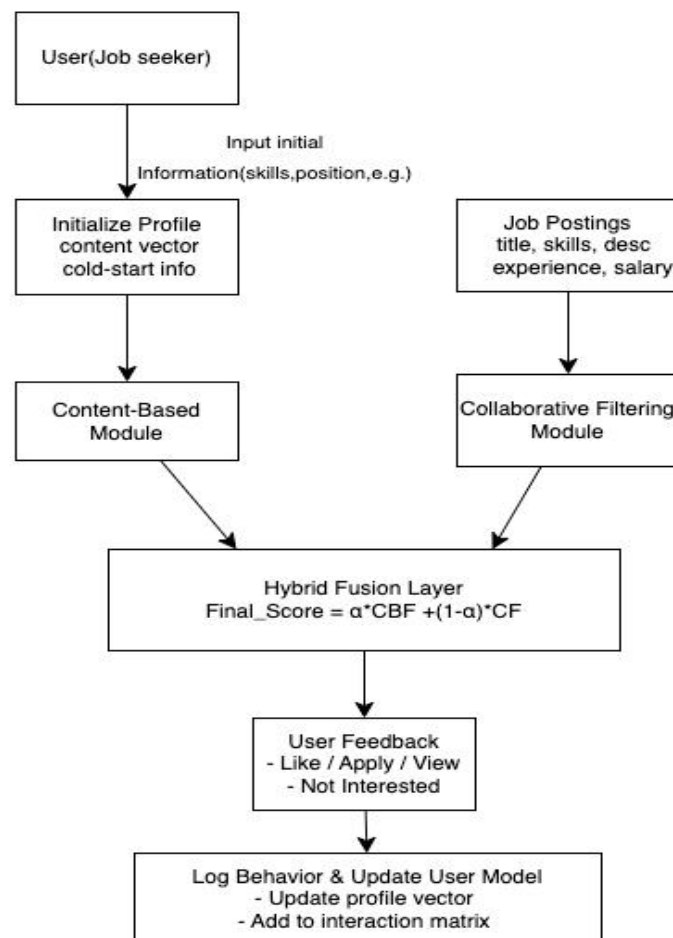 User(Job seeker)
Input initial
Information(skills,position,e.g.)
Initialize Profile
content vector
cold-start info
Job Postings
title, skills, desc
experience, salary
Content-Based
Module
Collaborative Filtering
Module
Hybrid Fusion Layer
Final_Score = α*CBF +(1-α)*CF
User Feedback
- Like / Apply / View
- Not Interested
Log Behavior & Update User Model
- Update profile vector
- Add to interaction matrix